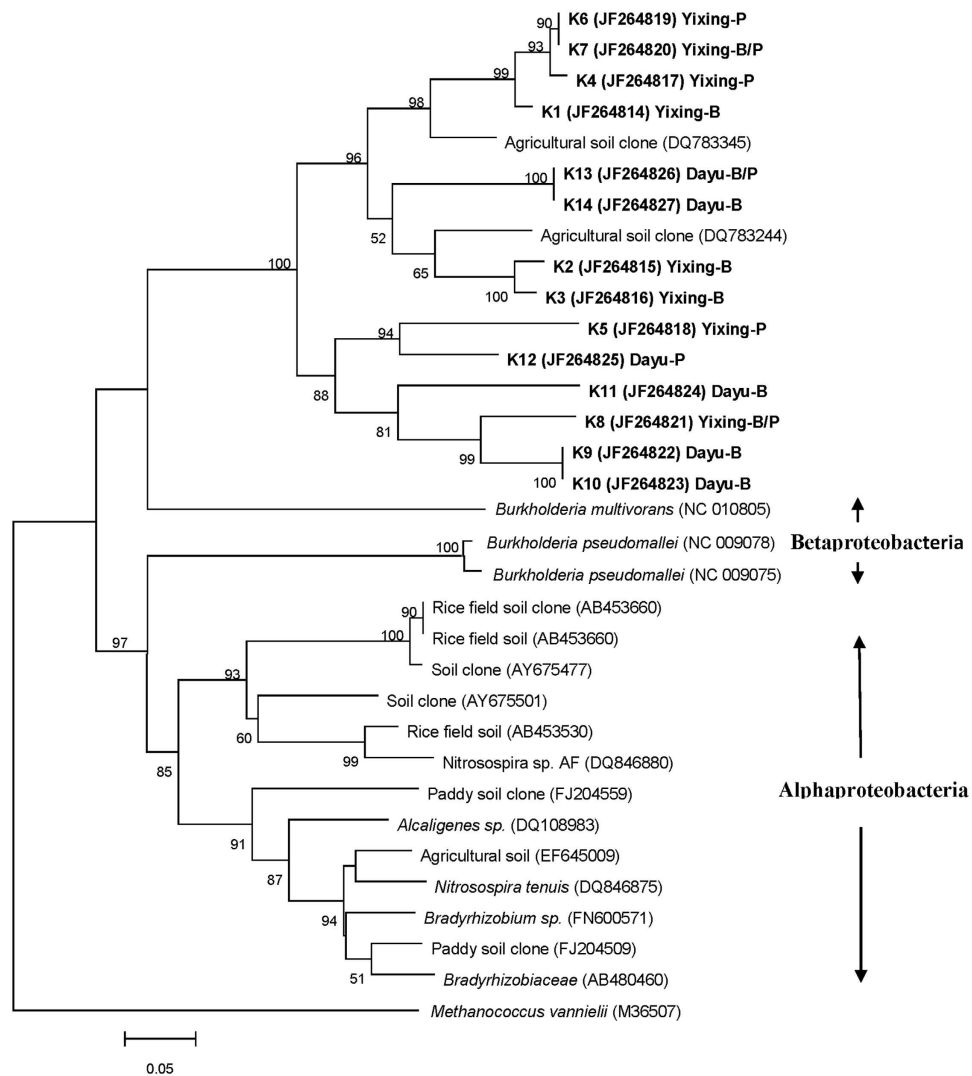 90
K6 (JF264819) Yixing-P
93
K7 (JF264820) Yixing-B/P
99
K4 (JF264817) Yixing-P
98
K1 (JF264814) Yixing-B
Agricultural soil clone (DQ783345)
96
100
K13 (JF264826) Dayu-B/P
K14 (JF264827) Dayu-B
52
Agricultural soil clone (DQ783244)
100
65
K2 (JF264815) Yixing-B
100
K3 (JF264816) Yixing-B
94
K5 (JF264818) Yixing-P
K12 (JF264825) Dayu-P
88
K11 (JF264824) Dayu-B
81
K8 (JF264821) Yixing-B/P
99
K9 (JF264822) Dayu-B
100
K10 (JF264823) Dayu-B
Burkholderia multivorans (NC 010805)
Betaproteobacteria
100
Burkholderia pseudomallei (NC 009078)
Burkholderia pseudomallei (NC 009075)
97
90
Rice field soil clone (AB453660)
100
Rice field soil (AB453660)
93
Soil clone (AY675477)
Soil clone (AY675501)
60
Rice field soil (AB453530)
99
Nitrosospira sp. AF (DQ846880)
85
Alphaproteobacteria
Paddy soil clone (FJ204559)
91
Alcaligenes sp. (DQ108983)
87
Agricultural soil (EF645009)
Nitrosospira tenuis (DQ846875)
94
Bradyrhizobium sp. (FN600571)
Paddy soil clone (FJ204509)
51
Bradyrhizobiaceae (AB480460)
Methanococcus vannielii (M36507)
0.05